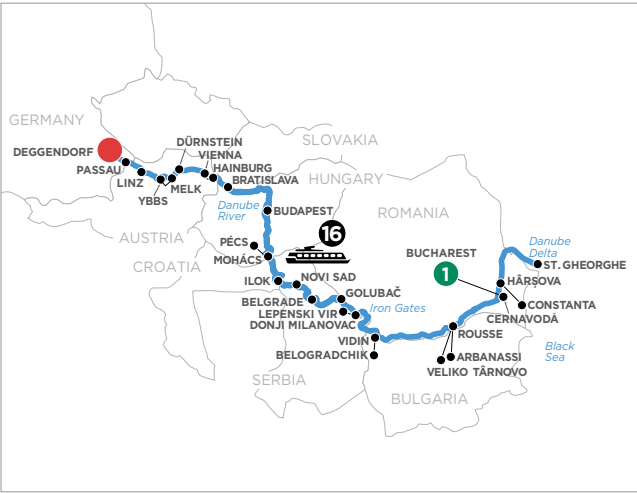 GERMANY
DEGGENDORF
PASSAU
LINZ
YBBS
MELK
DÜRNSTEIN
VIENNA
HAINBURG
BRATISLAVA
SLOVAKIA
HUNGARY
Danube
River
BUDAPEST
AUSTRIA
CROATIA
PÉCS
MOHÁCS
16
ROMANIA
BUCHAREST
1
Danube
Delta
ST. GHEORGHE
HÂRȘOVA
CONSTANTA
CERNAVODĂ
ILOK
NOVI SAD
BELGRADE
GOLUBAČ
LEPENSKI VIR
DONJI MILANOVAC
Iron Gates
VIDIN
BELOGRADCHIK
ROUSSE
ARBANASSI
VELIKO TÂRNOVO
Black
Sea
SERBIA
BULGARIA